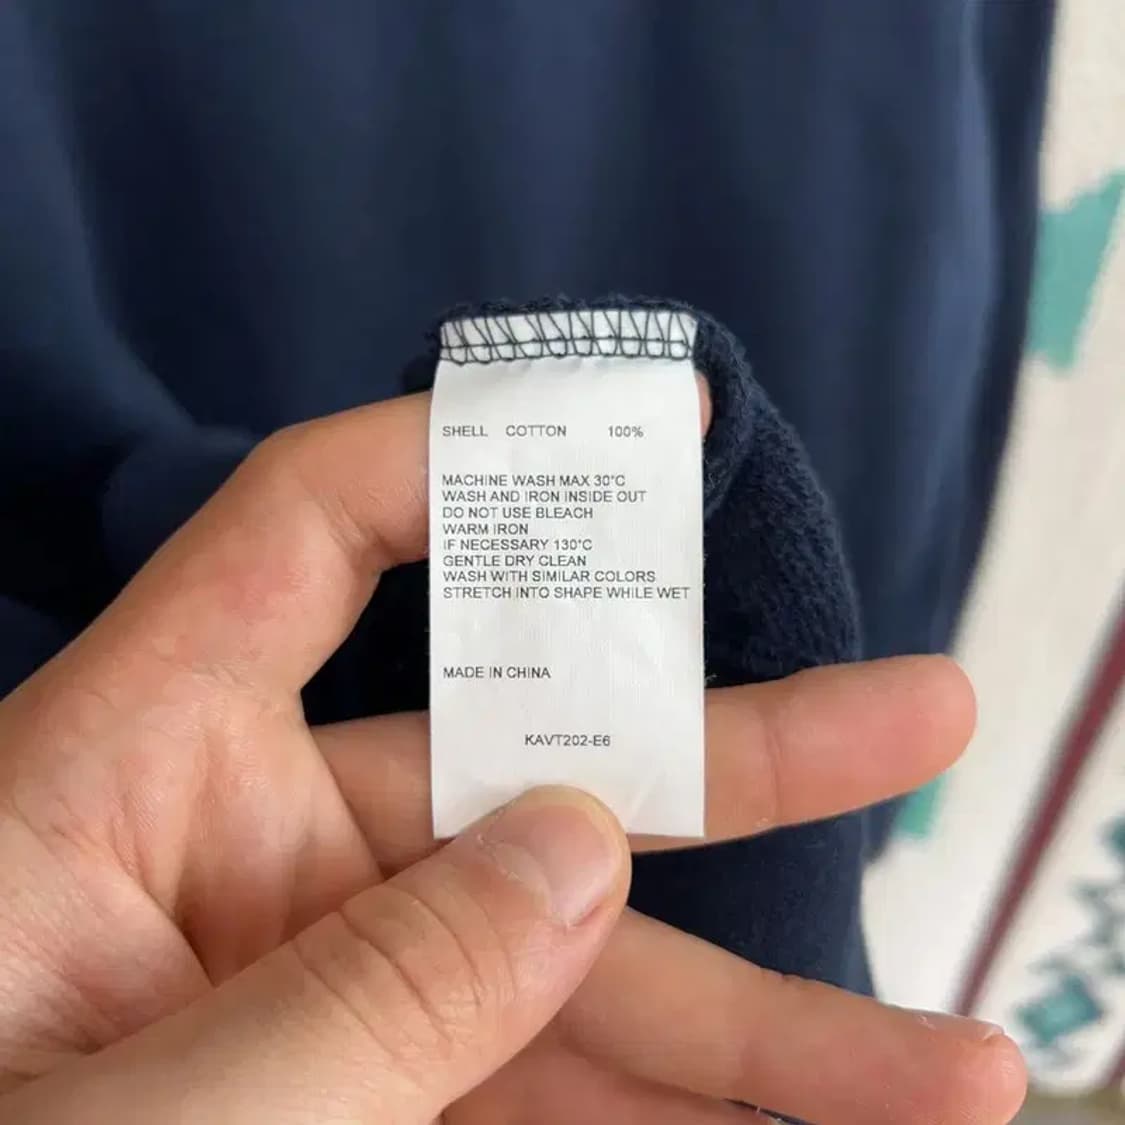 SHELL COTTON 100%
MACHINE WASH MAX 30°C
WASH AND IRON INSIDE OUT
DO NOT USE BLEACH
WARM IRON
IF NECESSARY 130°C
GENTLE DRY CLEAN
WASH WITH SIMILAR COLORS
STRETCH INTO SHAPE WHILE WET
MADE IN CHINA
KAVT202-E6